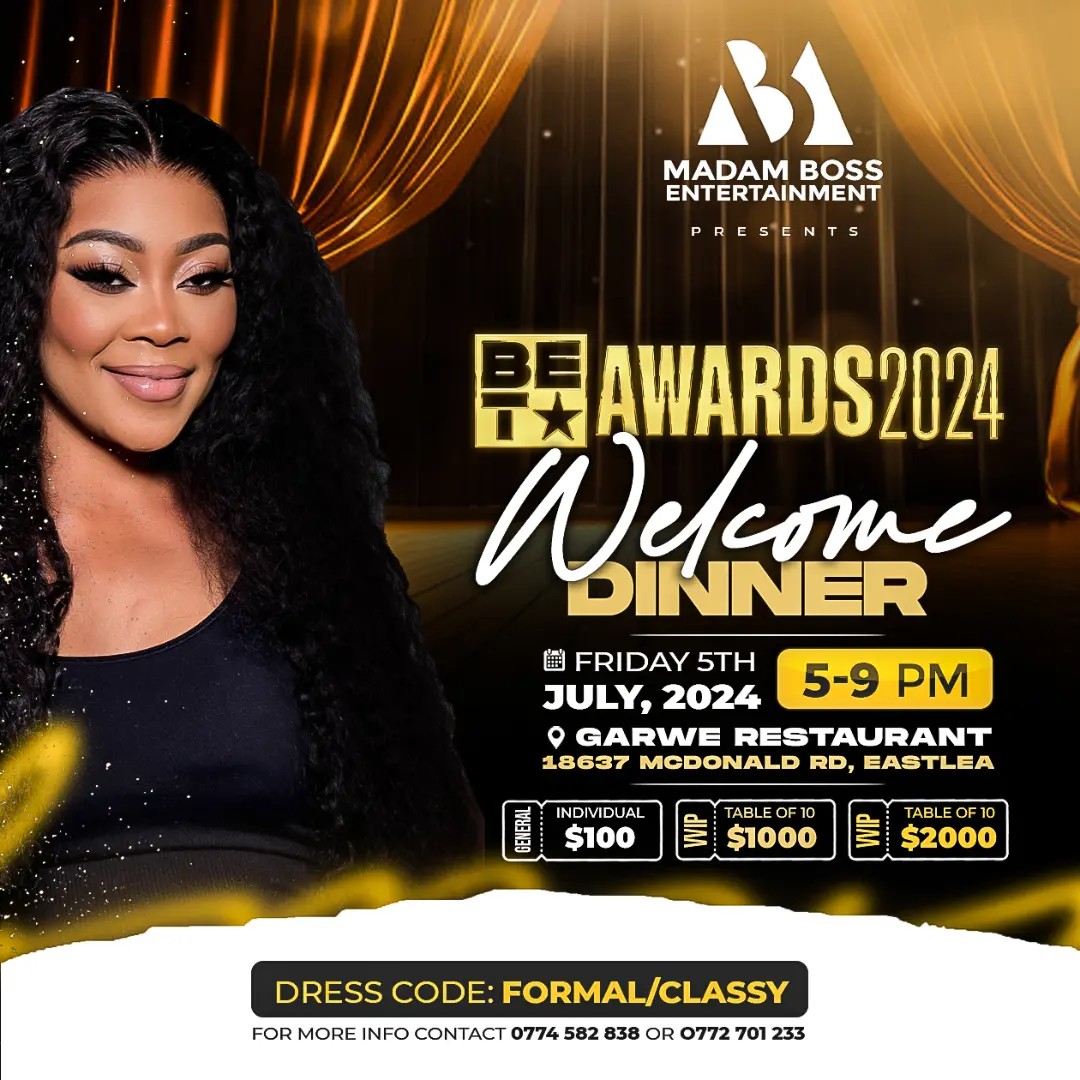 MADAM BOSS
ENTERTAINMENT
PRESENTS
BET★ AWARDS2024
Welcome
DINNER
FRIDAY 5TH
JULY, 2024
5-9 PM
GARWE RESTAURANT
18637 MCDONALD RD, EASTLEA
GENERAL INDIVIDUAL $100
VVIP TABLE OF 10 $1000
VVIP TABLE OF 10 $2000
DRESS CODE: FORMAL/CLASSY
FOR MORE INFO CONTACT 0774 582 838 OR O772 701 233